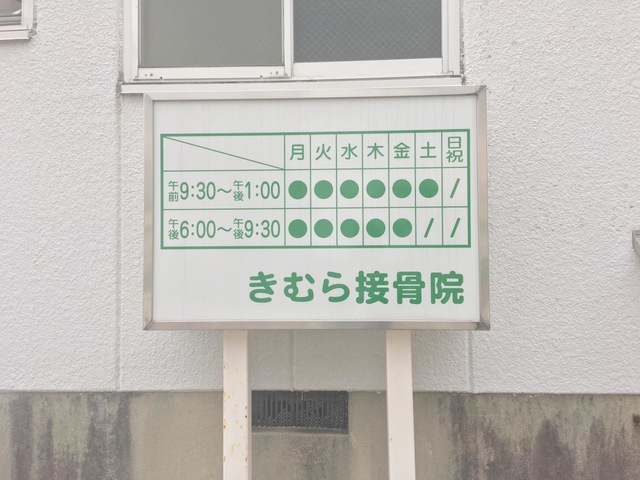 月 火 水 木 金 土 日祝
午前9:30～午後1:00 ● ● ● ● ● ● /
午後6:00～午後9:30 ● ● ● ● ● / /
きむら接骨院